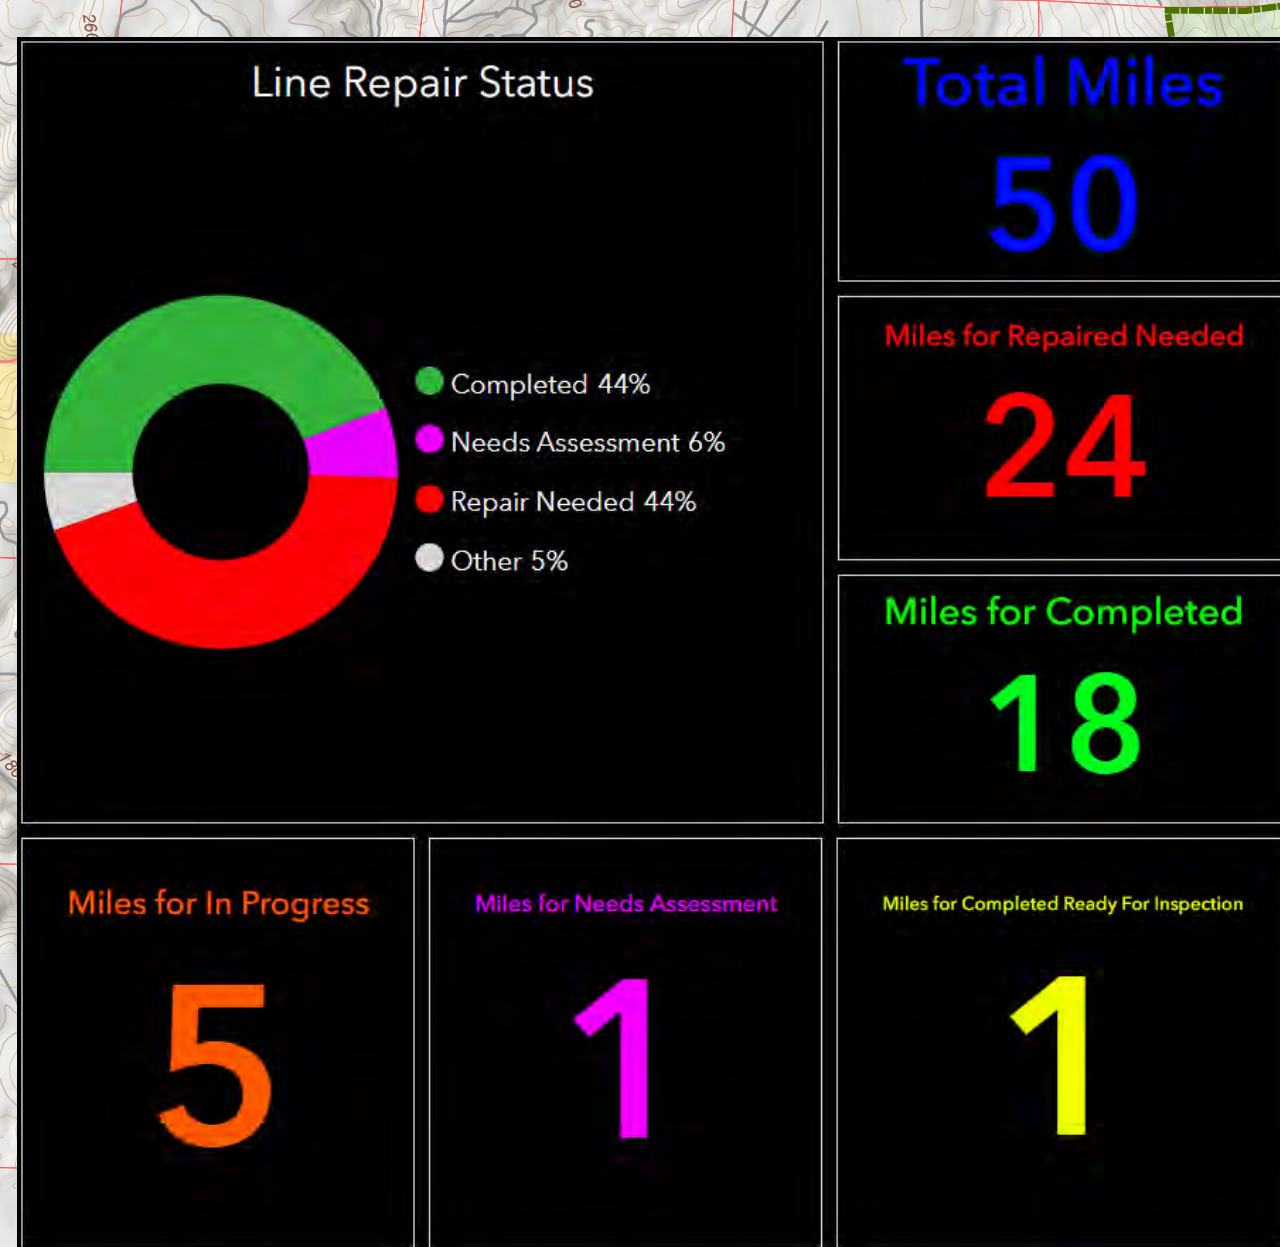 Line Repair Status
Completed 44%
Needs Assessment 6%
Repair Needed 44%
Other 5%
Total Miles
50
Miles for Repaired Needed
24
Miles for Completed
18
Miles for In Progress
5
Miles for Needs Assessment
1
Miles for Completed Ready For Inspection
1